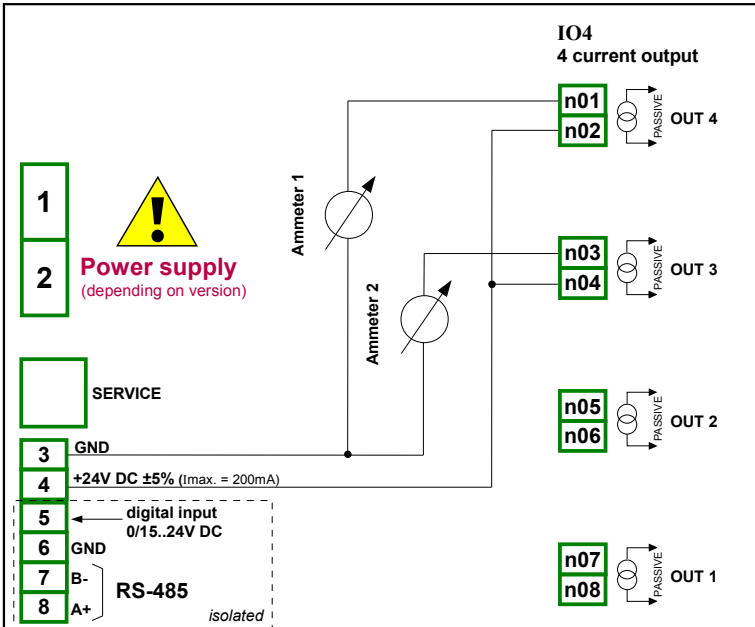 IO4
4 current output
n01
n02
PASSIVE
OUT 4
Ammeter 1
1
2
Power supply
(depending on version)
n03
n04
PASSIVE
OUT 3
Ammeter 2
SERVICE
n05
n06
PASSIVE
OUT 2
3 GND
4 +24V DC ±5% (Imax. = 200mA)
5 digital input
0/15..24V DC
6 GND
7 B-
8 A+
RS-485
isolated
n07
n08
PASSIVE
OUT 1